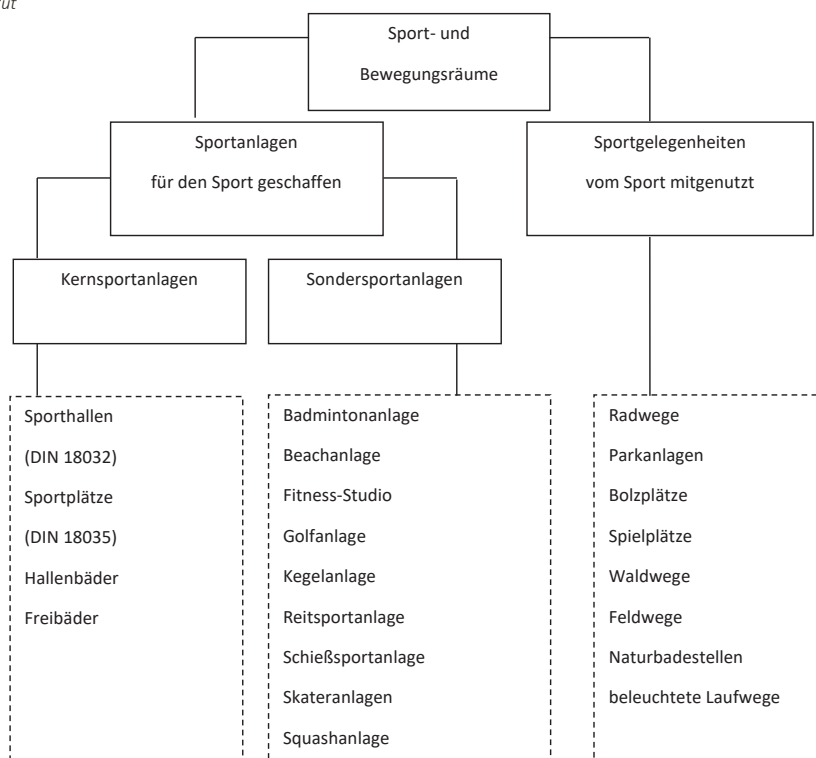 Sport- und
Bewegungsräume
Sportanlagen
für den Sport geschaffen
Sportgelegenheiten
vom Sport mitgenutzt
Kernsportanlagen
Sondersportanlagen
Sporthallen
(DIN 18032)
Sportplätze
(DIN 18035)
Hallenbäder
Freibäder
Badmintonanlage
Beachanlage
Fitness-Studio
Golfanlage
Kegelanlage
Reitsportanlage
Schießsportanlage
Skateranlagen
Squashanlage
Radwege
Parkanlagen
Bolzplätze
Spielplätze
Waldwege
Feldwege
Naturbadestellen
beleuchtete Laufwege